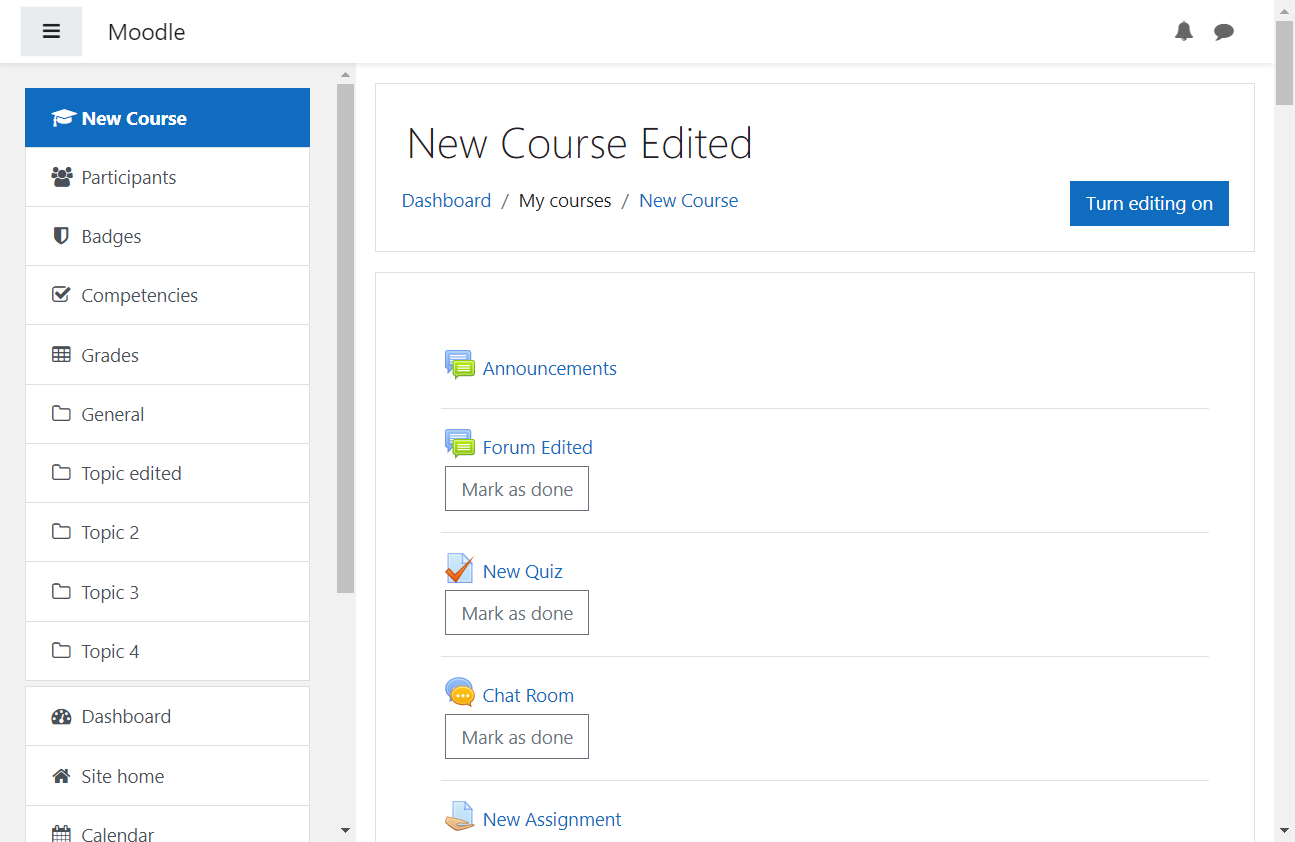 Moodle
New Course
Participants
Badges
Competencies
Grades
General
Topic edited
Topic 2
Topic 3
Topic 4
Dashboard
Site home
Calendar
New Course Edited
Dashboard / My courses / New Course
Turn editing on
Announcements
Forum Edited
Mark as done
New Quiz
Mark as done
Chat Room
Mark as done
New Assignment